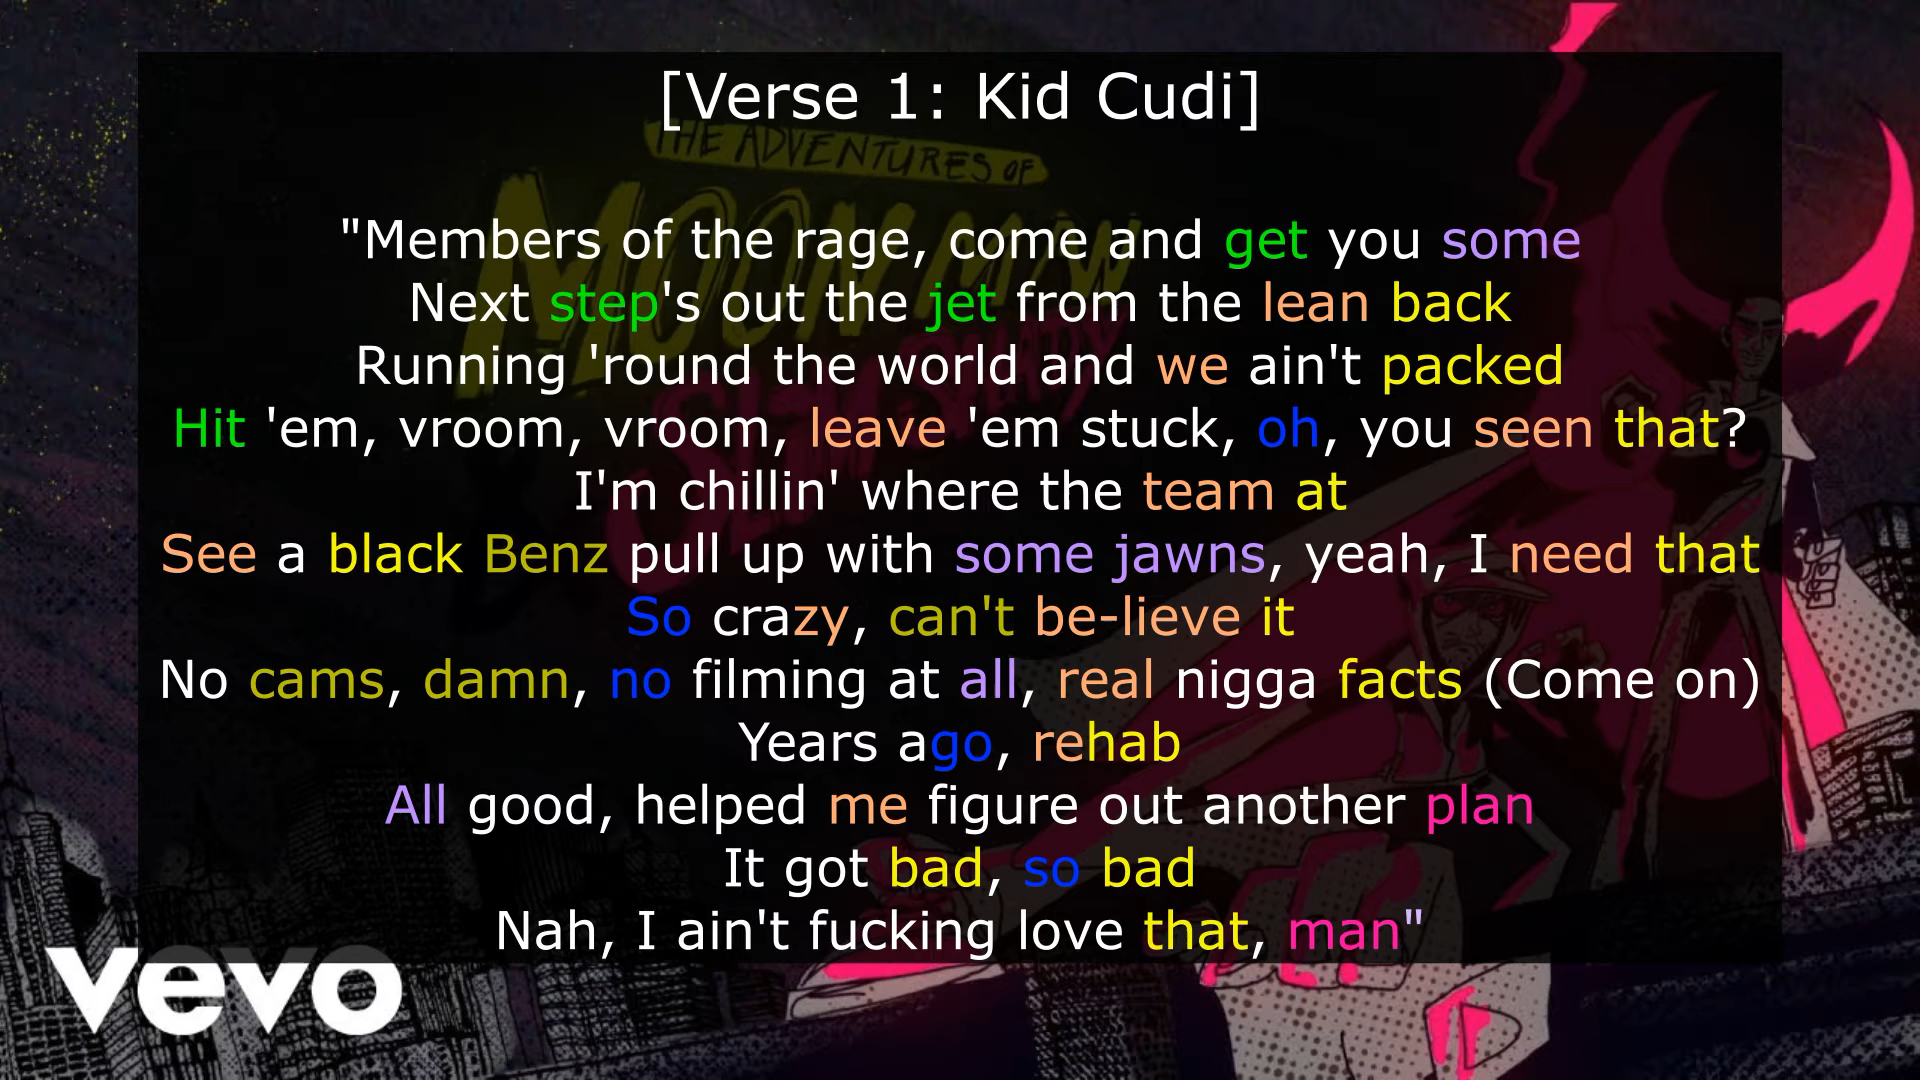 [Verse 1: Kid Cudi]
THE ADVENTURES OF
MOON MAN
"Members of the rage, come and get you some
Next step's out the jet from the lean back
Running 'round the world and we ain't packed
Hit 'em, vroom, vroom, leave 'em stuck, oh, you seen that?
I'm chillin' where the team at
See a black Benz pull up with some jawns, yeah, I need that
So crazy, can't be-lieve it
No cams, damn, no filming at all, real nigga facts (Come on)
Years ago, rehab
All good, helped me figure out another plan
It got bad, so bad
Nah, I ain't fucking love that, man"
vevo